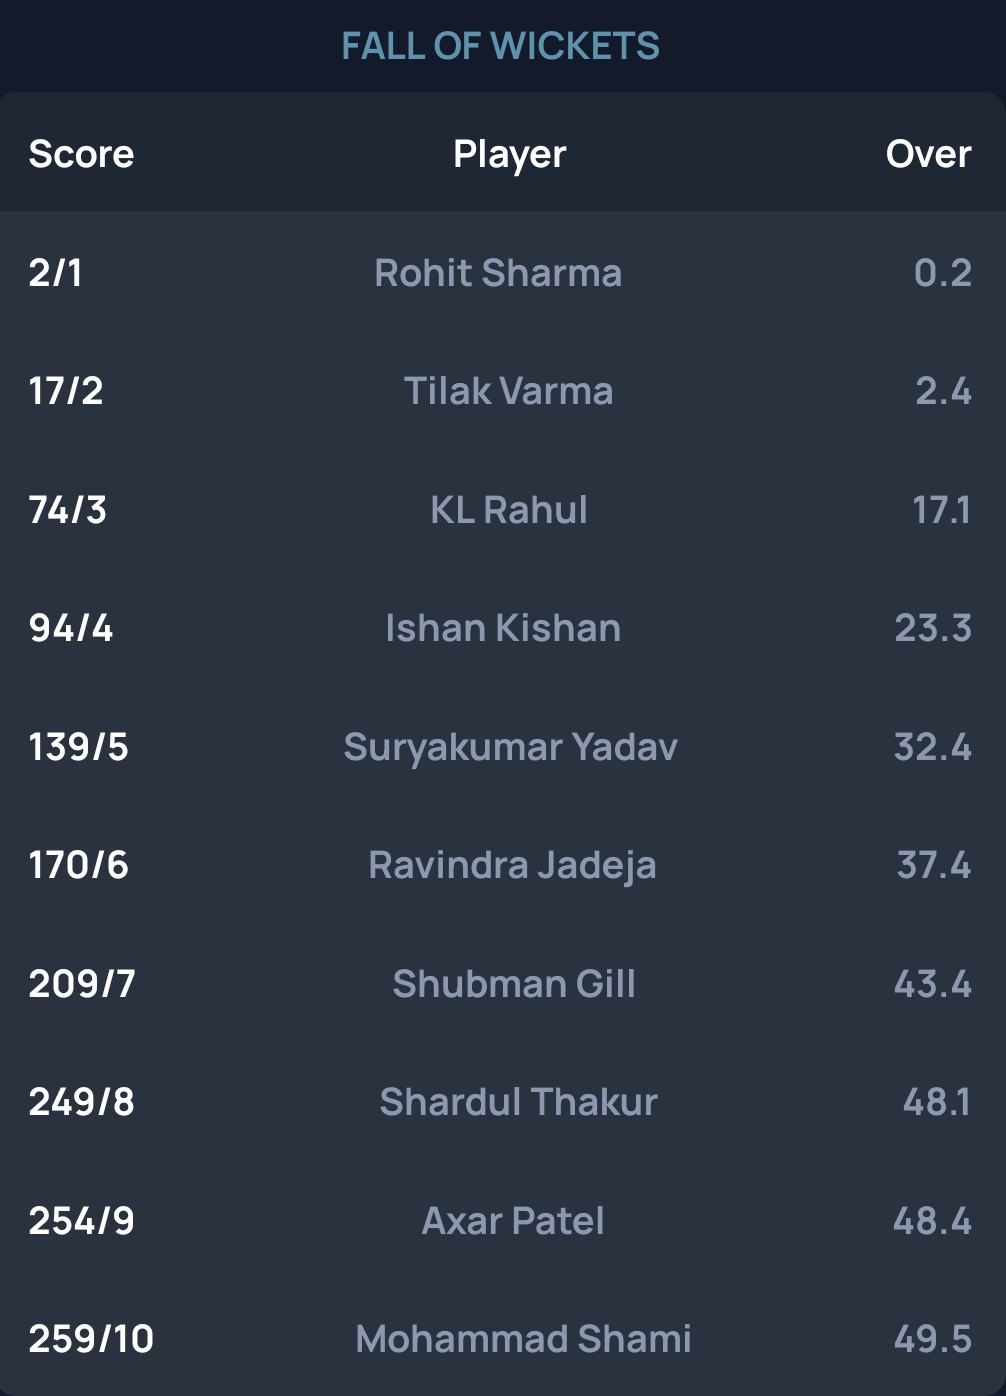 FALL OF WICKETS
Score Player Over
2/1 Rohit Sharma 0.2
17/2 Tilak Varma 2.4
74/3 KL Rahul 17.1
94/4 Ishan Kishan 23.3
139/5 Suryakumar Yadav 32.4
170/6 Ravindra Jadeja 37.4
209/7 Shubman Gill 43.4
249/8 Shardul Thakur 48.1
254/9 Axar Patel 48.4
259/10 Mohammad Shami 49.5